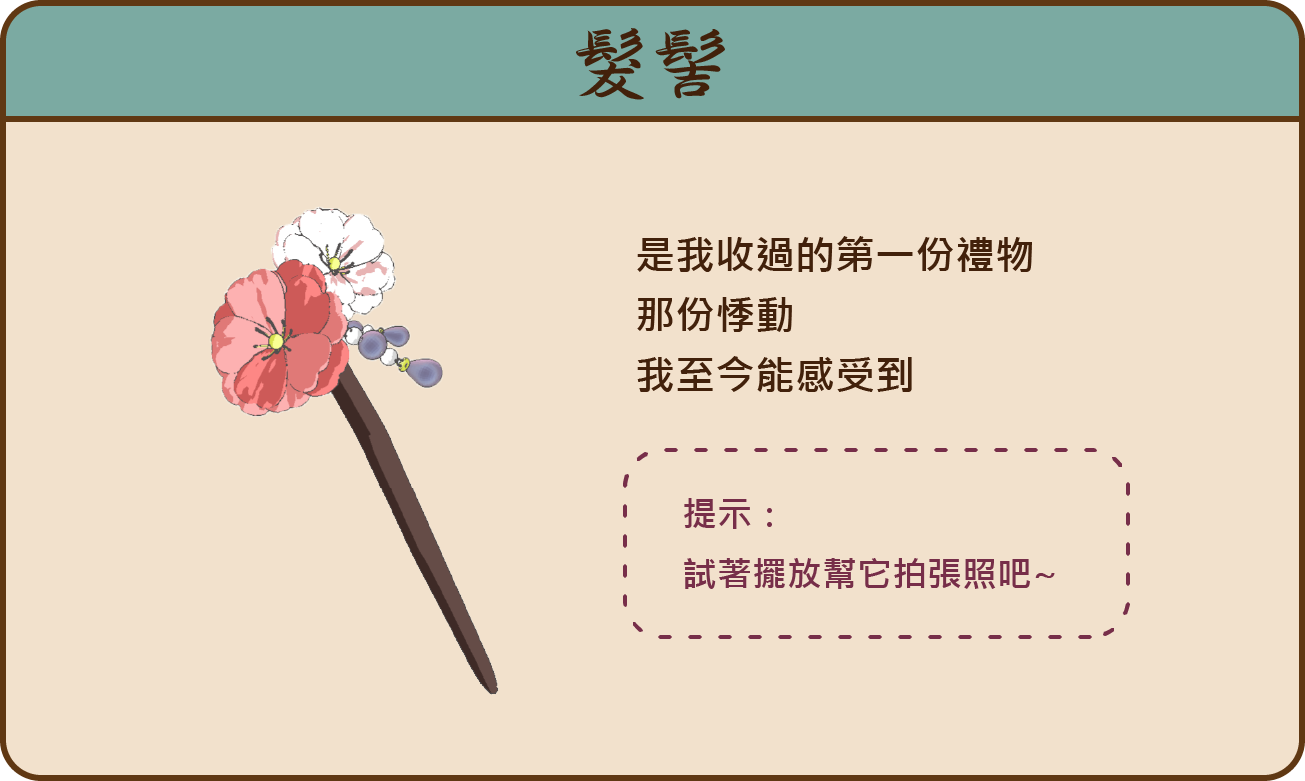 髮髻
是我收過的第一份禮物
那份悸動
我至今能感受到
提示：
試著擺放幫它拍張照吧~